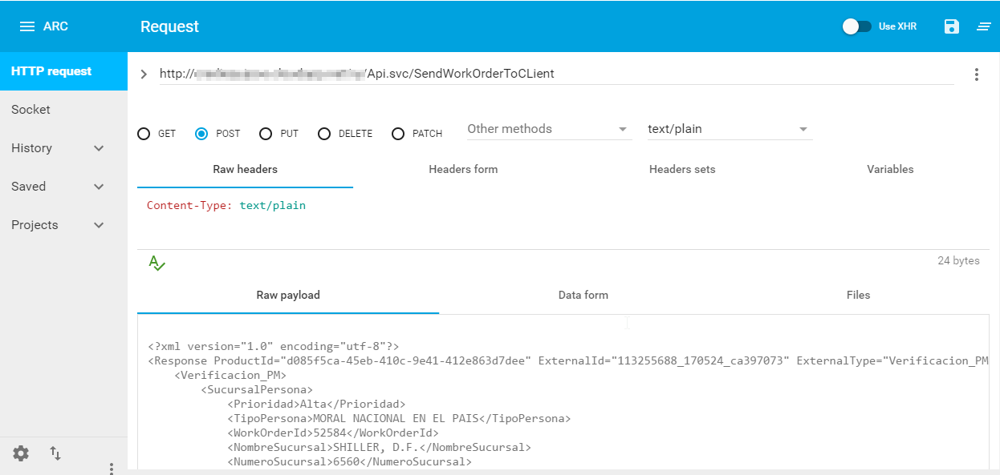 ARC
Request
Use XHR
HTTP request
http:// /Api.svc/SendWorkOrderToCLient
Socket
GET POST PUT DELETE PATCH Other methods text/plain
History
Raw headers Headers form Headers sets Variables
Saved
Content-Type: text/plain
Projects
24 bytes
Raw payload Data form Files
<?xml version="1.0" encoding="utf-8"?>
<Response ProductId="d085f5ca-45eb-410c-9e41-412e863d7dee" ExternalId="113255688_170524_ca397073" ExternalType="Verificacion_PM
<Verificacion_PM>
<SucursalPersona>
<Prioridad>Alta</Prioridad>
<TipoPersona>MORAL NACIONAL EN EL PAIS</TipoPersona>
<WorkOrderId>52584</WorkOrderId>
<NombreSucursal>SHILLER, D.F.</NombreSucursal>
<NumeroSucursal>6560</NumeroSucursal>